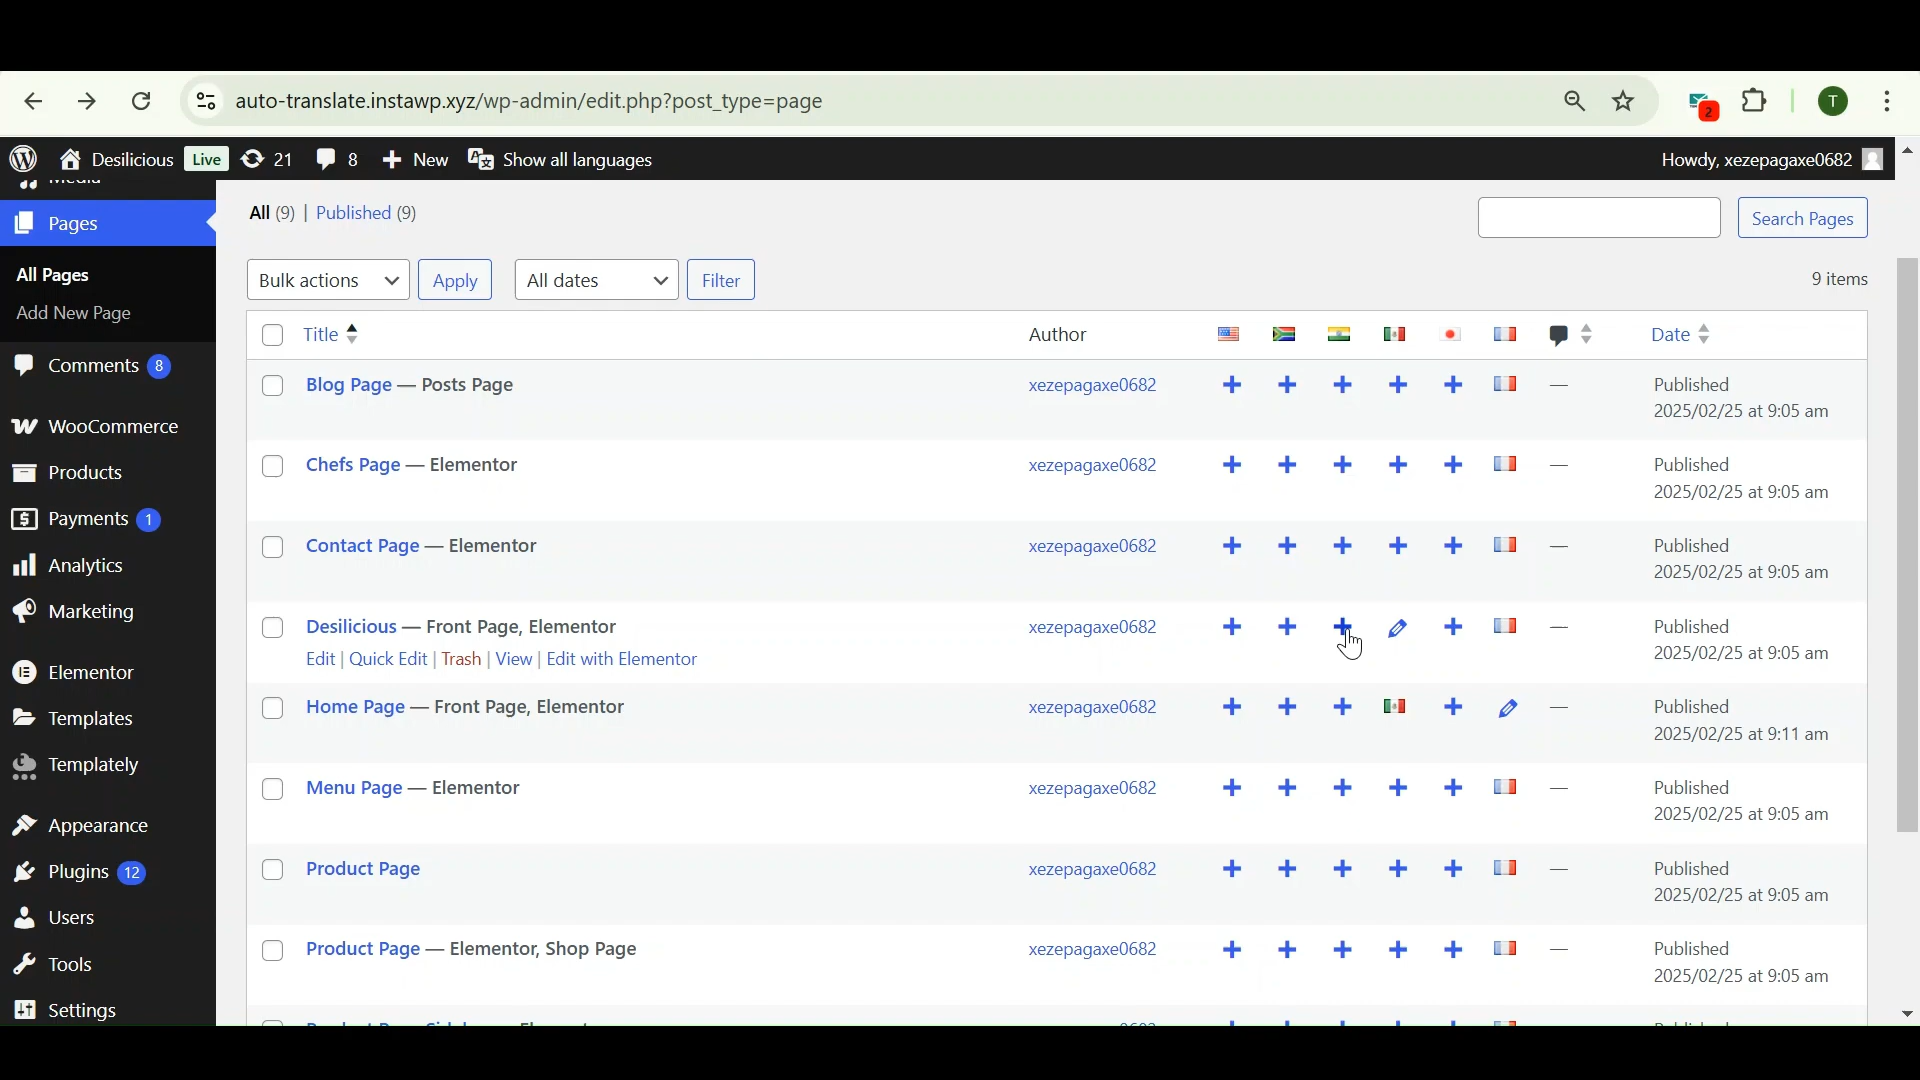 auto-translate.instawp.xyz/wp-admin/edit.php?post_type=page
2
T
Desilicious Live 21 8 New Show all languages
Howdy, xezepagaxe0682
Pages
All Pages
Add New Page
Comments 8
WooCommerce
Products
Payments 1
Analytics
Marketing
Elementor
Templates
Templately
Appearance
Plugins 12
Users
Tools
Settings
All (9) | Published (9)
Search Pages
Bulk actions Apply All dates Filter
9 items
Title Author Date
Blog Page — Posts Page xezepagaxe0682 — Published
2025/02/25 at 9:05 am
Chefs Page — Elementor xezepagaxe0682 — Published
2025/02/25 at 9:05 am
Contact Page — Elementor xezepagaxe0682 — Published
2025/02/25 at 9:05 am
Desilicious — Front Page, Elementor xezepagaxe0682 — Published
Edit | Quick Edit | Trash | View | Edit with Elementor 2025/02/25 at 9:05 am
Home Page — Front Page, Elementor xezepagaxe0682 — Published
2025/02/25 at 9:11 am
Menu Page — Elementor xezepagaxe0682 — Published
2025/02/25 at 9:05 am
Product Page xezepagaxe0682 — Published
2025/02/25 at 9:05 am
Product Page — Elementor, Shop Page xezepagaxe0682 — Published
2025/02/25 at 9:05 am